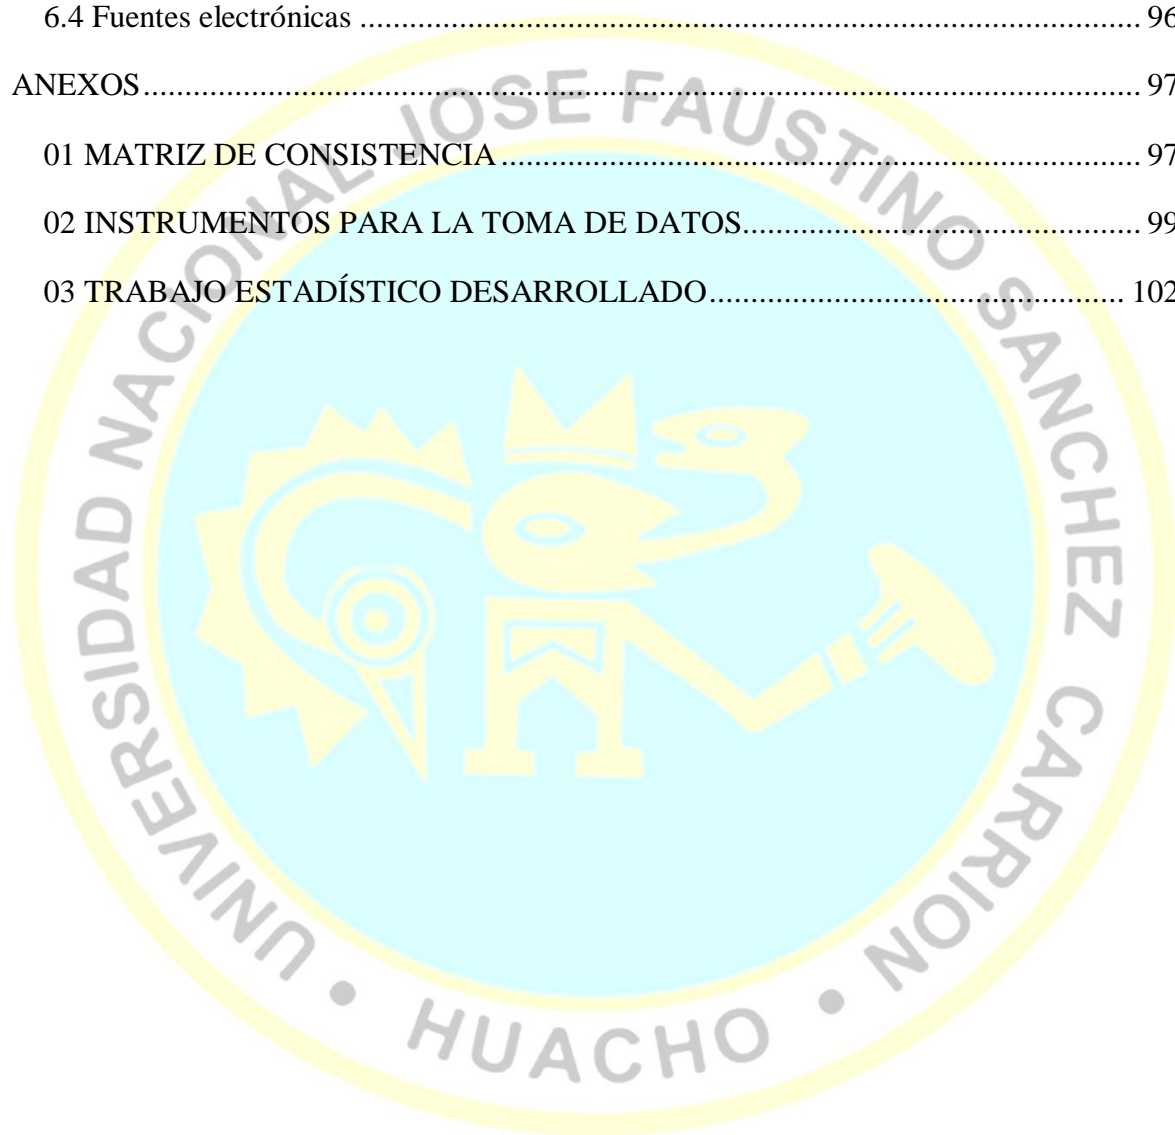 6.4 Fuentes electrónicas ................................................................................................ 96
ANEXOS ........................................................................................................................ 97
01 MATRIZ DE CONSISTENCIA ............................................................................. 97
02 INSTRUMENTOS PARA LA TOMA DE DATOS ................................................ 99
03 TRABAJO ESTADÍSTICO DESARROLLADO .................................................. 102
UNIVERSIDAD NACIONAL JOSE FAUSTINO SANCHEZ CARRION • HUACHO •